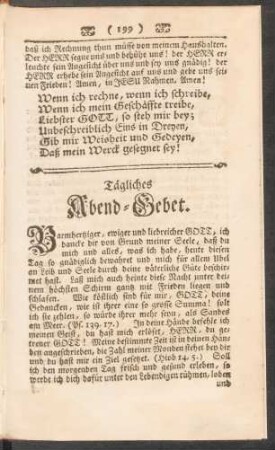 ( 199 )
daß ich Rechnung thun müsse von meinem Haushalten.
Der HERR segne uns und behüthe uns! der HERR er-
leuchte sein Angesicht über uns und sey uns gnädig! der
HERR erhebe sein Angesicht auf uns und gebe uns sei-
nen Frieden! Amen, in JESU Nahmen. Amen!
Wenn ich rechne, wenn ich schreibe,
Wenn ich mein Geschäffte treibe,
Liebster GOTT, so steh mir bey;
Unbeschreiblich Eins in Dreyen,
Gib mir Weisheit und Gedeyen,
Daß mein Werck gesegnet sey!
Tägliches
Abend-Gebet.
Barmhertziger, ewiger und liebreicher GOTT, ich
dancke dir von Grund meiner Seele, daß du
mich und alles, was ich habe, heute diesen
Tag so gnädiglich bewahret und mich für allen Ubel
an Leib und Seele durch deine väterliche Güte beschir-
met hast. Laß mich auch heinte diese Nacht unter dei-
nem höchsten Schirm gantz mit Frieden liegen und
schlafen. Wie köstlich sind für mir, GOTT, deine
Gedancken, wie ist ihrer eine so grosse Summa! solt
ich sie zehlen, so würde ihrer mehr seyn, als Sandes
am Meer. (Ps. 139. 17.) In deine Hände befehle ich
meinen Geist, du hast mich erlöset, HERR, du ge-
treuer GOTT! Meine bestimmte Zeit ist in deinen Hän-
den angeschrieben, die Zahl meiner Monden stehet bey dir
und du hast mir ein Ziel gesetzet. (Hiob 14. 5.) Soll
ich den morgenden Tag frisch und gesund erleben, so
werde ich dich dafür unter den Lebendigen rühmen, loben
und